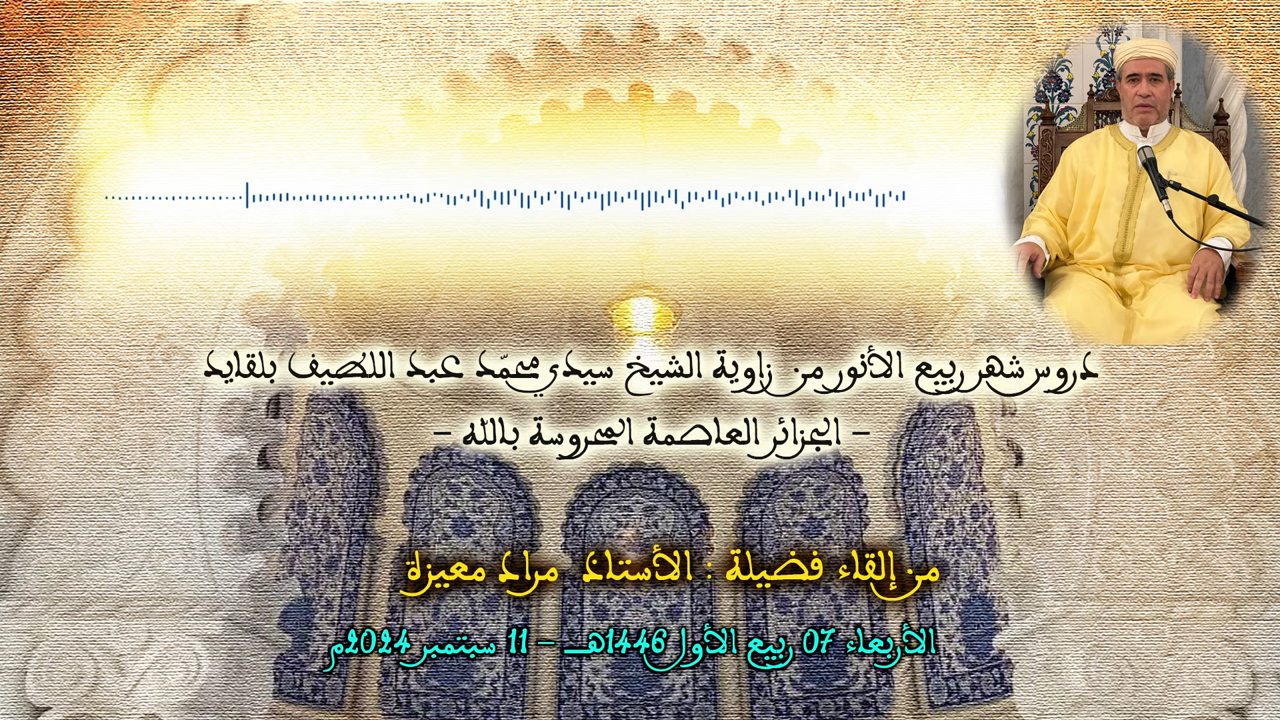 دروس شهر ربيع الأنور من زاوية الشيخ سيدي محمّد عبد اللطيف بلقايد
– الجزائر العاصمة المحروسة بالله –
من إلقاء فضيلة : الأستاذ مراد معيزة
الأربعاء 07 ربيع الأول 1446هـ – 11 سبتمبر 2024م